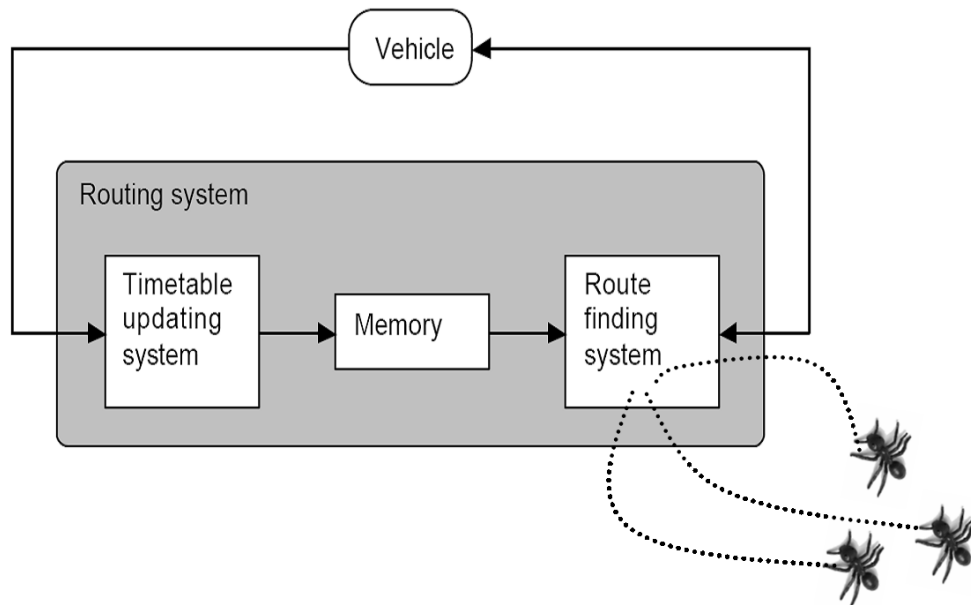 Vehicle
Routing system
Timetable
updating
system
Memory
Route
finding
system